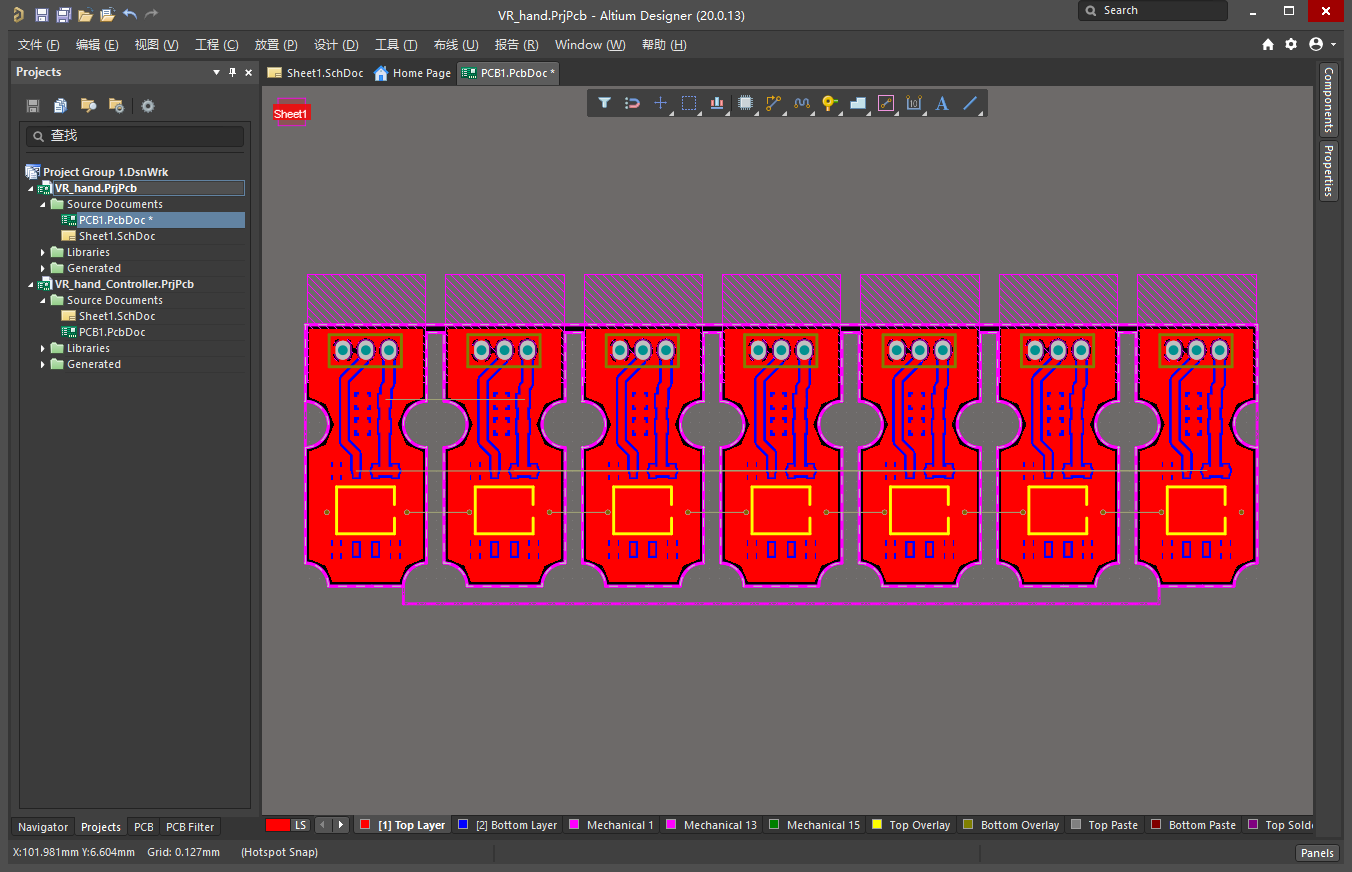 VR_hand.PrjPcb - Altium Designer (20.0.13)
Search
文件 (F) 编辑 (E) 视图 (V) 工程 (C) 放置 (P) 设计 (D) 工具 (T) 布线 (U) 报告 (R) Window (W) 帮助 (H)
Projects
Sheet1.SchDoc Home Page PCB1.PcbDoc *
Sheet1
查找
Project Group 1.DsnWrk
VR_hand.PrjPcb
Source Documents
PCB1.PcbDoc *
Sheet1.SchDoc
Libraries
Generated
VR_hand_Controller.PrjPcb
Source Documents
Sheet1.SchDoc
PCB1.PcbDoc
Libraries
Generated
Components
Properties
Navigator Projects PCB PCB Filter
LS [1] Top Layer [2] Bottom Layer Mechanical 1 Mechanical 13 Mechanical 15 Top Overlay Bottom Overlay Top Paste Bottom Paste Top Solde
X:101.981mm Y:6.604mm Grid: 0.127mm (Hotspot Snap)
Panels